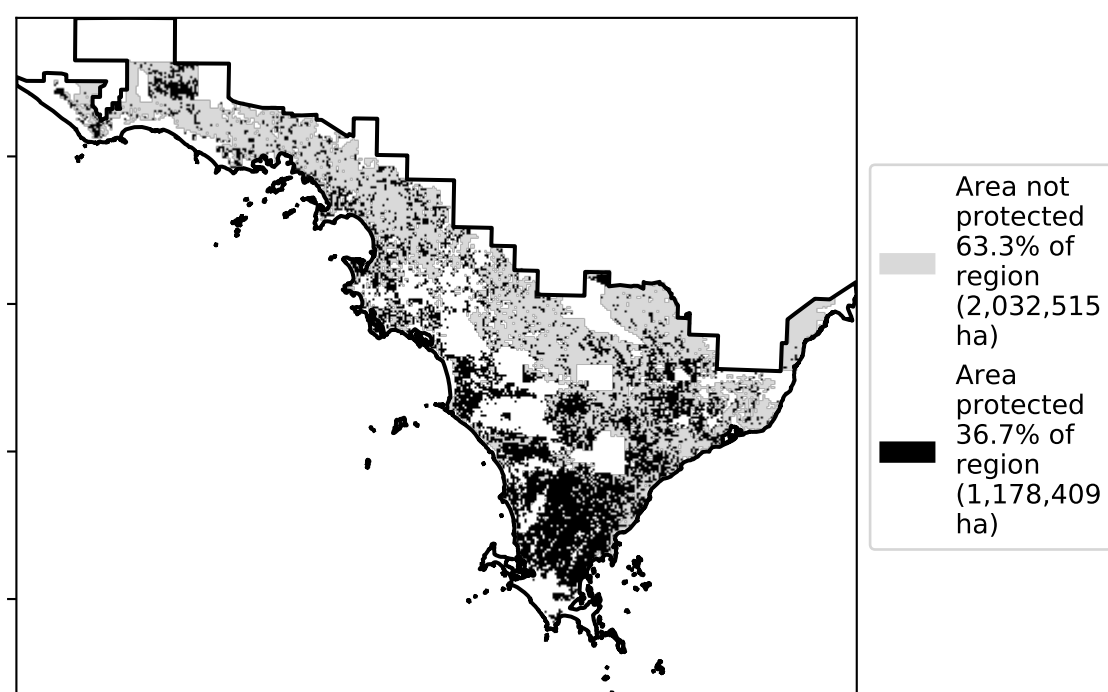 Area not
protected
63.3% of
region
(2,032,515
ha)
Area
protected
36.7% of
region
(1,178,409
ha)